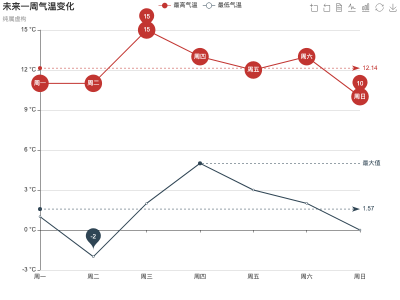 未来一周气温变化
纯属虚构
最高气温 最低气温
15 °C
12 °C
9 °C
6 °C
3 °C
0 °C
-3 °C
周一 周二 15 15 周四 周五 周六 10 周日
12.14
最大值
1.57
-2
周一 周二 周三 周四 周五 周六 周日